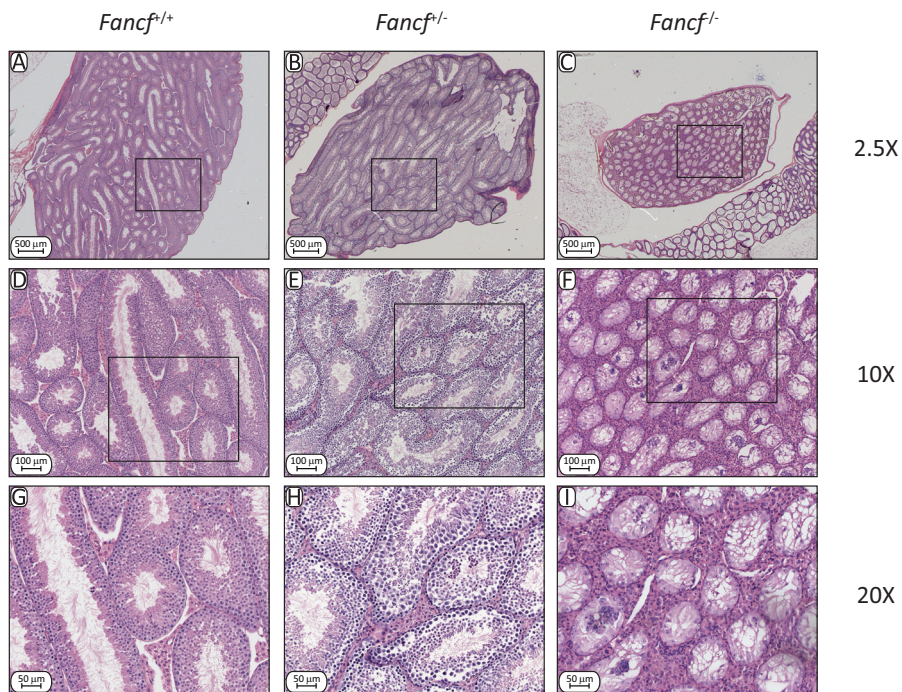 Fancf+/+ Fancf+/- Fancf-/-
A B C 2.5X
500 µm 500 µm 500 µm
D E F 10X
100 µm 100 µm 100 µm
G H I 20X
50 µm 50 µm 50 µm